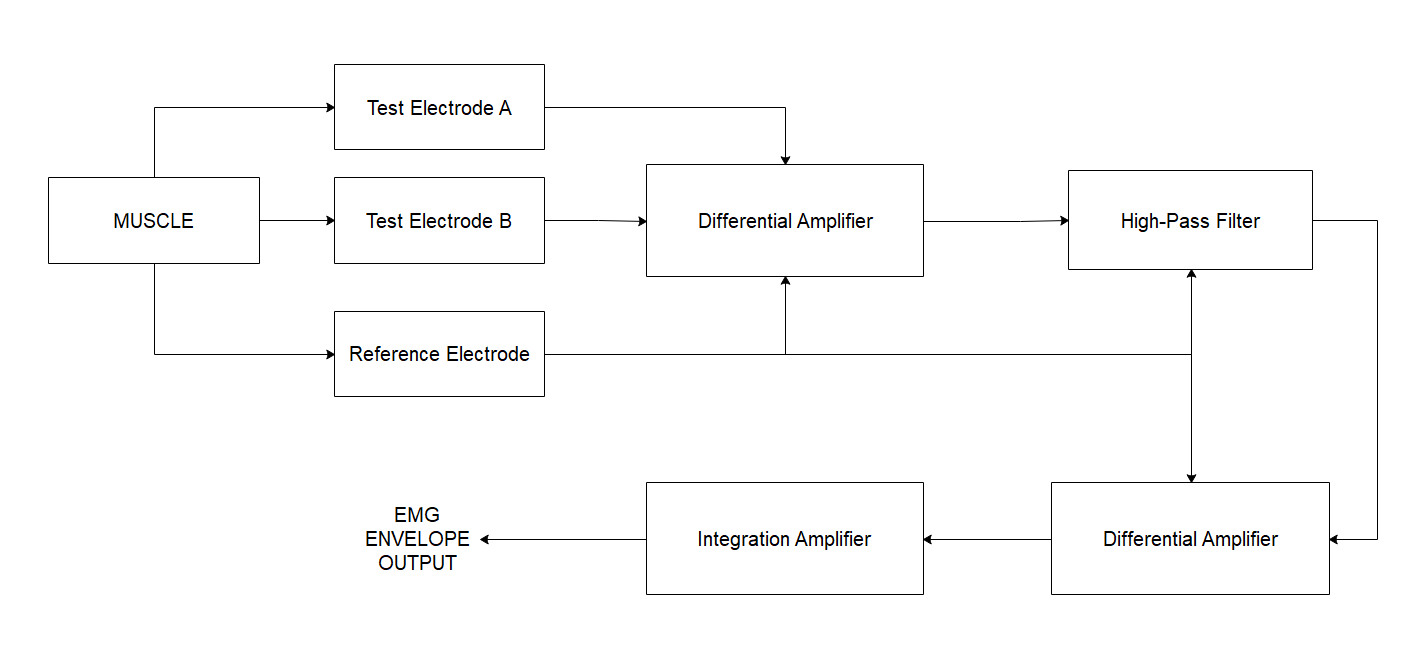 Test Electrode A
MUSCLE
Test Electrode B
Differential Amplifier
High-Pass Filter
Reference Electrode
EMG
ENVELOPE
OUTPUT
Integration Amplifier
Differential Amplifier